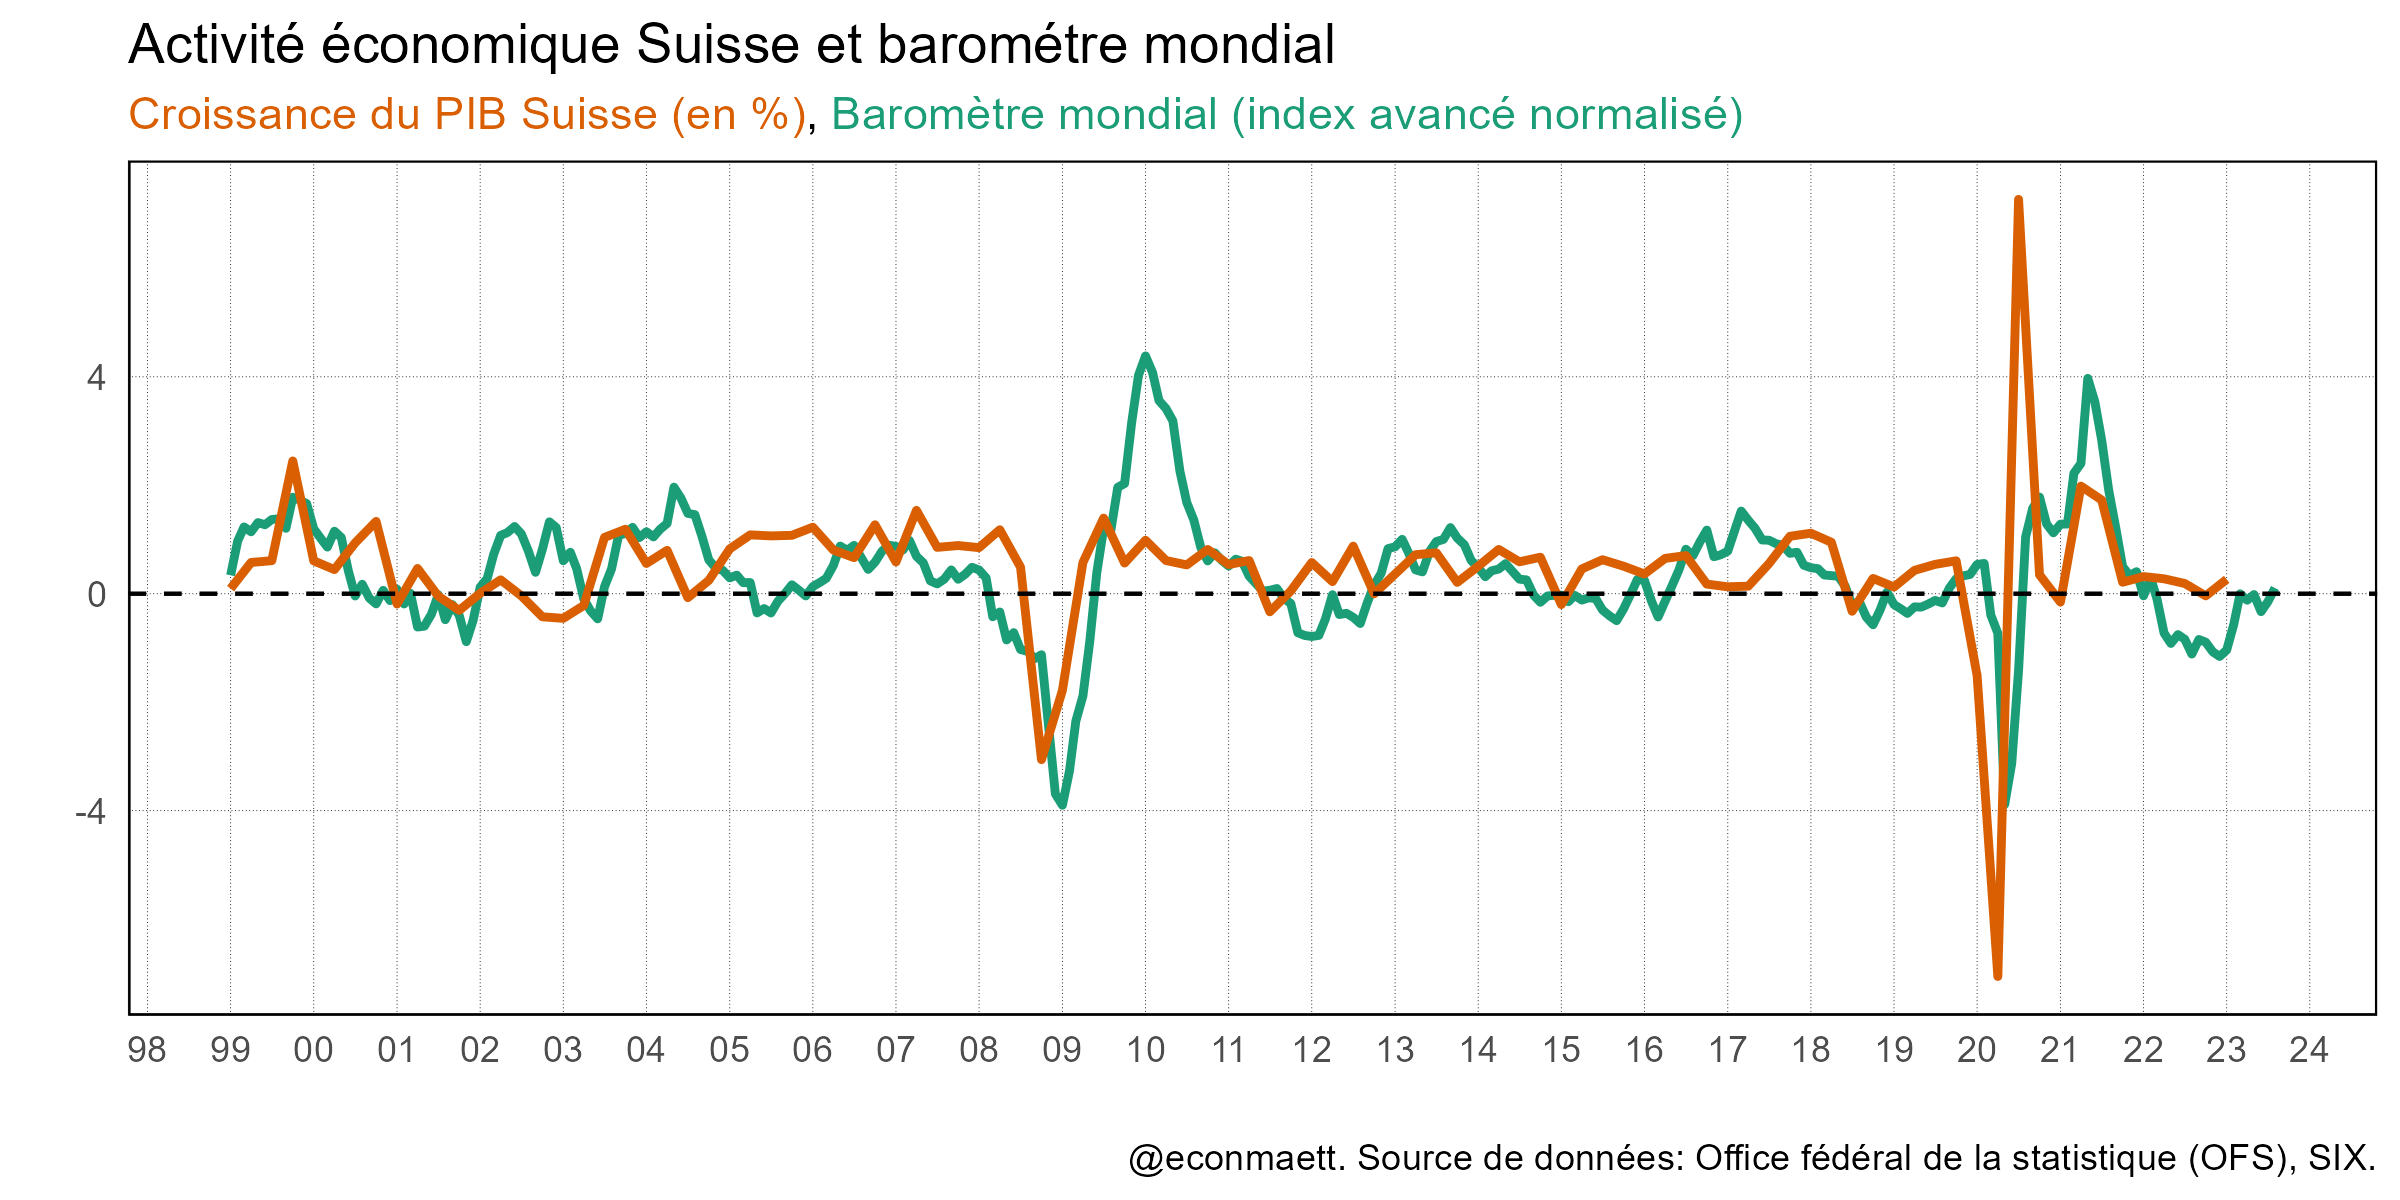 Activité économique Suisse et barométre mondial
Croissance du PIB Suisse (en %), Baromètre mondial (index avancé normalisé)
4
0
-4
98 99 00 01 02 03 04 05 06 07 08 09 10 11 12 13 14 15 16 17 18 19 20 21 22 23 24
@econmaett. Source de données: Office fédéral de la statistique (OFS), SIX.